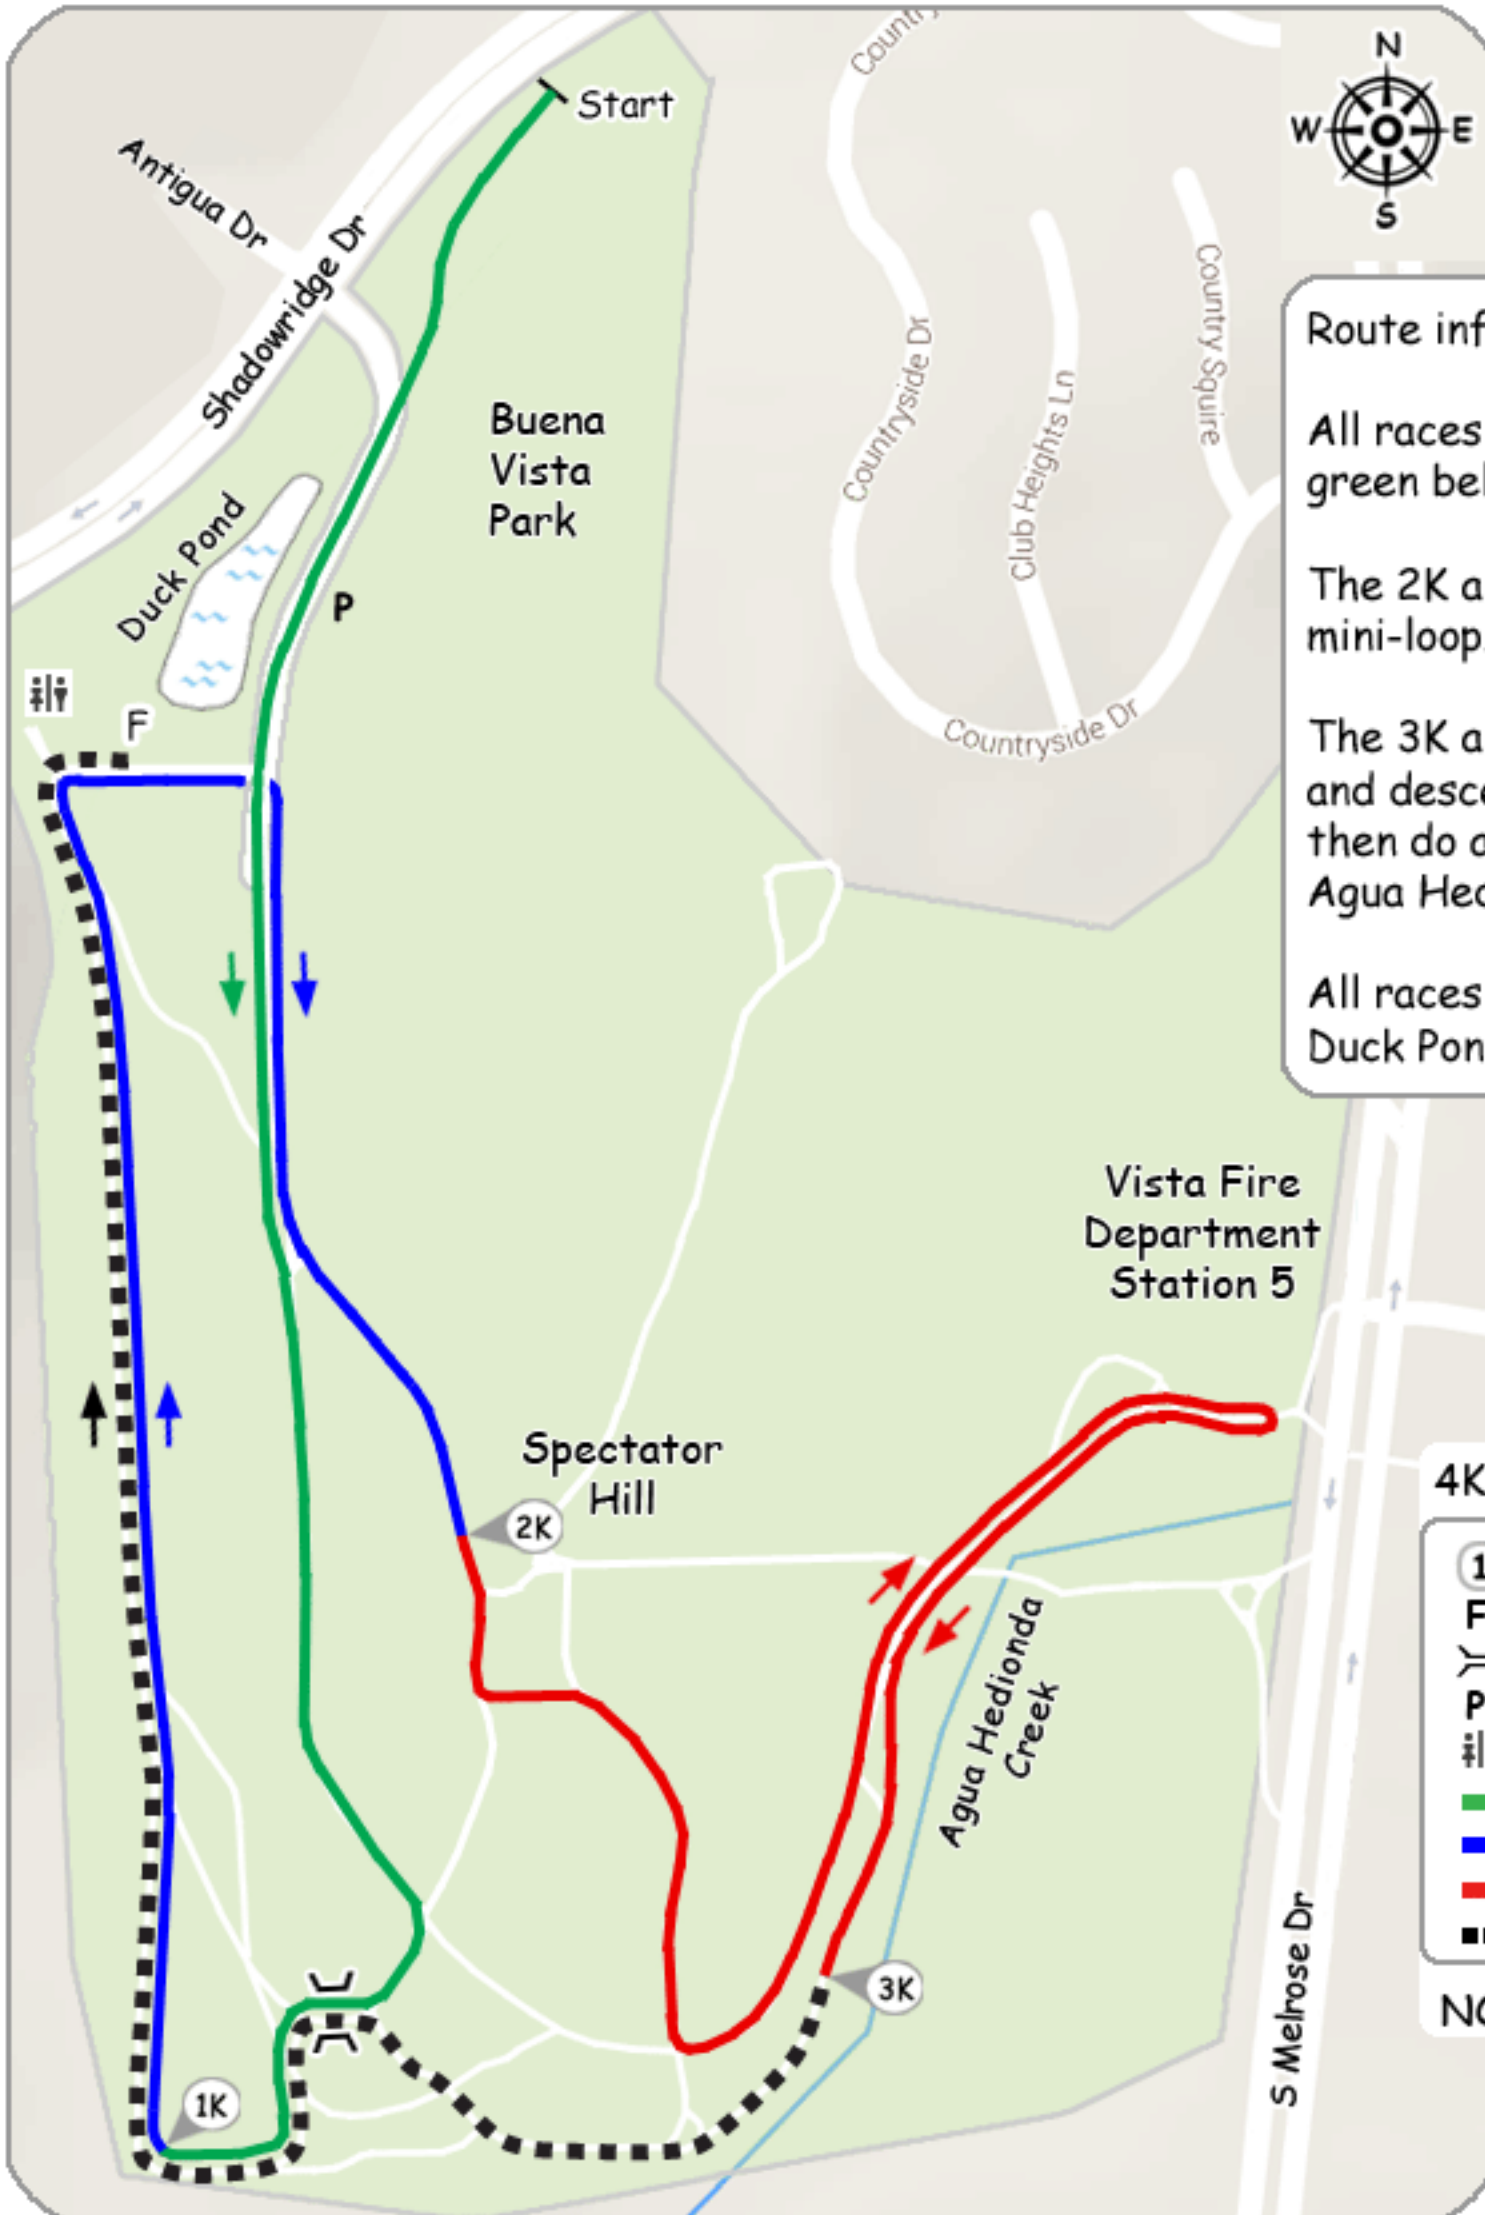 Start
N
W E
S
Antigua Dr
Shadowridge Dr
Country
Countryside Dr
Club Heights Ln
Country Squire
Countryside Dr
Buena
Vista
Park
Duck Pond
P
F
Route inf
All races
green bel
The 2K a
mini-loop
The 3K a
and desce
then do a
Agua Hed
All races
Duck Pon
Vista Fire
Department
Station 5
Spectator
Hill
2K
Agua Hedionda
Creek
3K
1K
S Melrose Dr
4K
1
F
P
NO